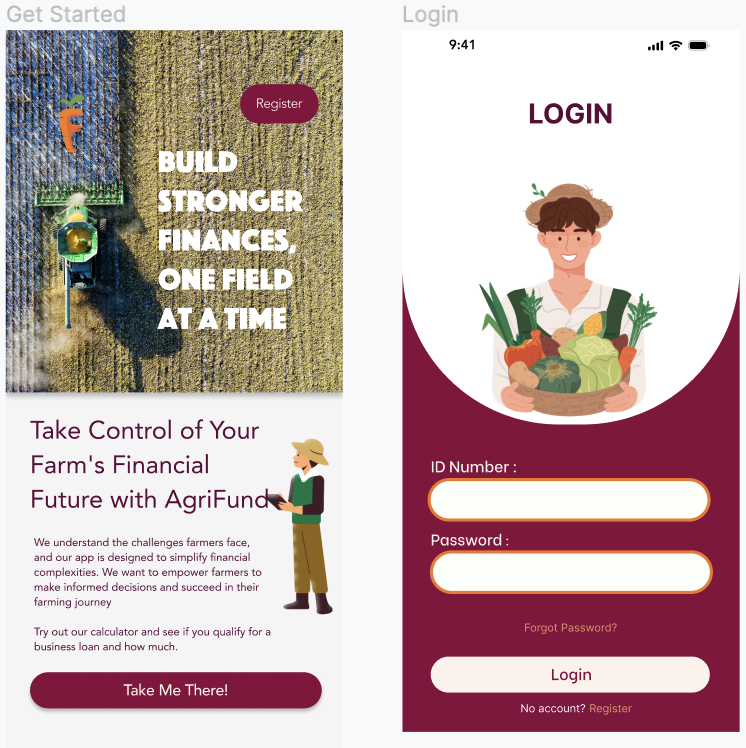 Get Started
Register
BUILD
STRONGER
FINANCES,
ONE FIELD
AT A TIME
Take Control of Your
Farm's Financial
Future with AgriFund
We understand the challenges farmers face,
and our app is designed to simplify financial
complexities. We want to empower farmers to
make informed decisions and succeed in their
farming journey
Try out our calculator and see if you qualify for a
business loan and how much.
Take Me There!
Login
9:41
LOGIN
ID Number :
Password :
Forgot Password?
Login
No account? Register